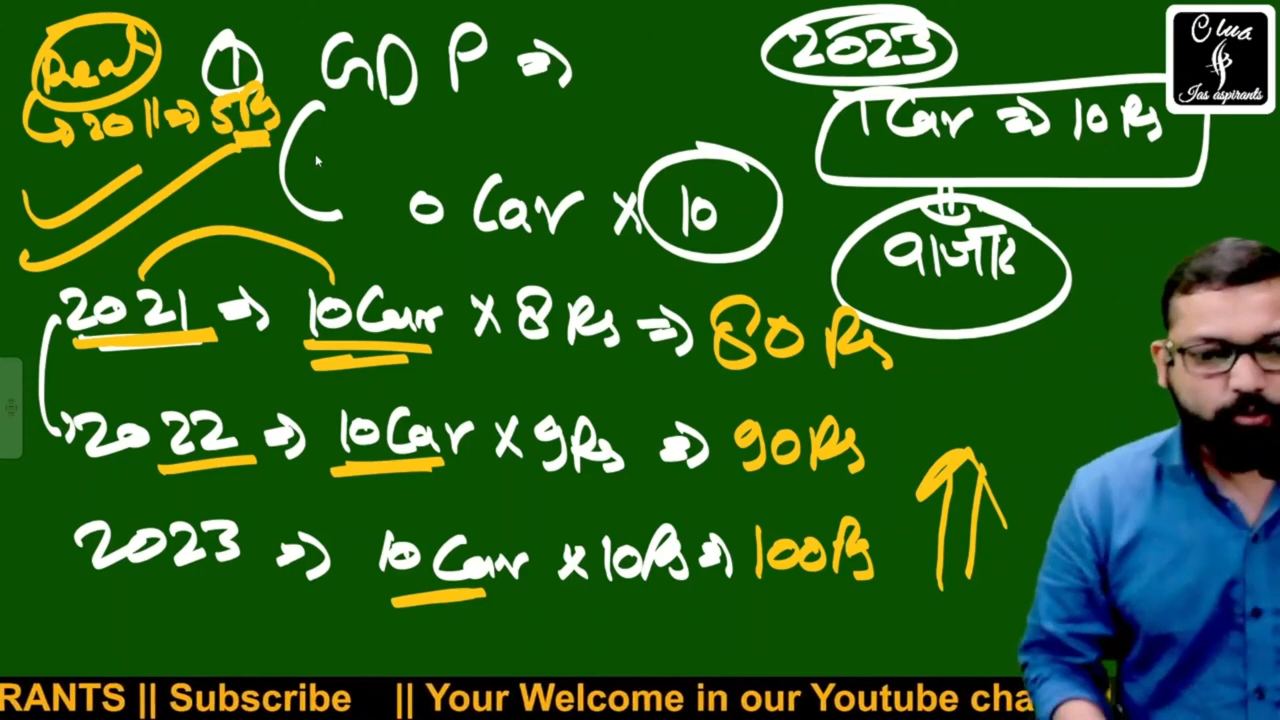 Real ① GDP ⇒
↳ 2011 ⇒ 5Rs
2023
1 Car ⇒ 10 Rs
बाजार
0 Car × 10
2021 ⇒ 10 Car × 8 Rs ⇒ 80 Rs
2022 ⇒ 10 Car × 9 Rs ⇒ 90 Rs
2023 ⇒ 10 Car × 10 Rs ⇒ 100 Rs
Ias aspirants
RANTS || Subscribe || Your Welcome in our Youtube cha